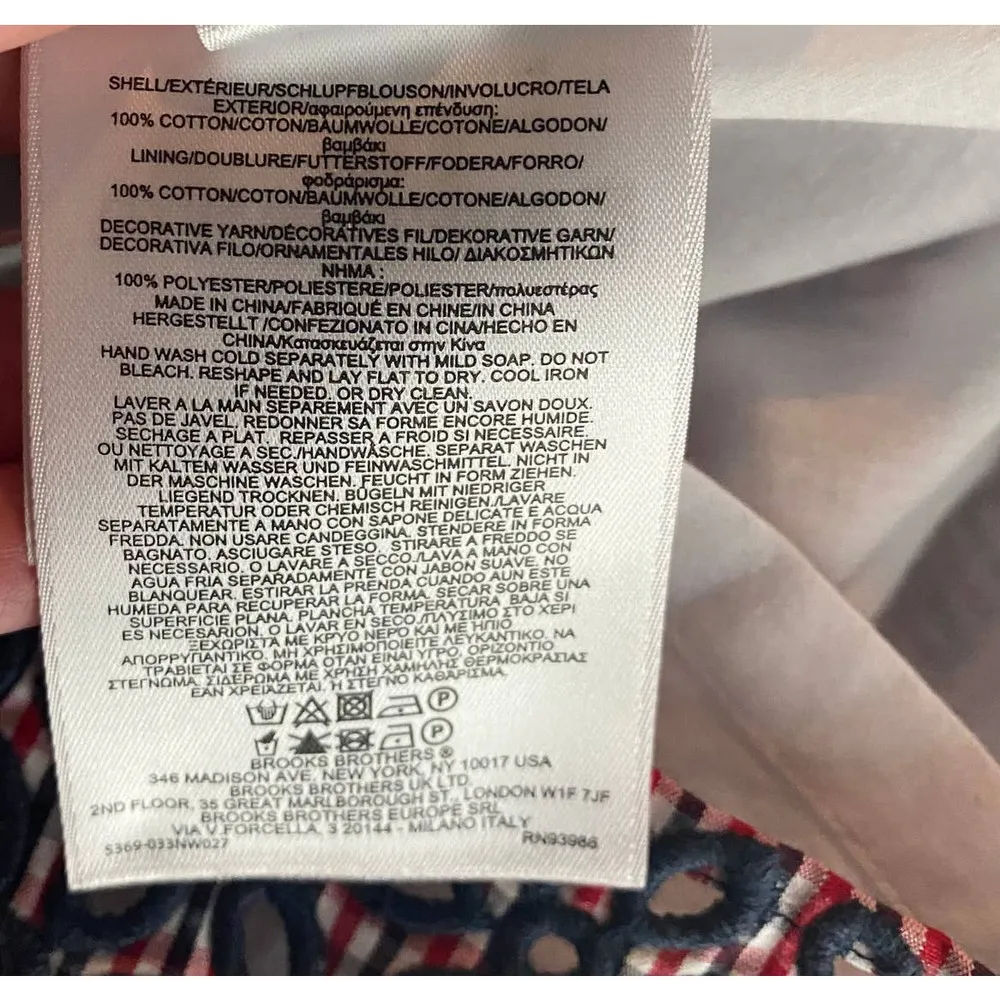 SHELL/EXTÉRIEUR/SCHLUPFBLOUSON/INVOLUCRO/TELA
EXTERIOR/αφαιρούμενη επένδυση:
100% COTTON/COTON/BAUMWOLLE/COTONE/ALGODON/
βαμβάκι
LINING/DOUBLURE/FUTTERSTOFF/FODERA/FORRO/
φοδράρισμα:
100% COTTON/COTON/BAUMWOLLE/COTONE/ALGODON/
βαμβάκι
DECORATIVE YARN/DÉCORATIVES FIL/DEKORATIVE GARN/
DECORATIVA FILO/ORNAMENTALES HILO/ ΔΙΑΚΟΣΜΗΤΙΚΩΝ
ΝΗΜΑ :
100% POLYESTER/POLIESTERE/POLIESTER/πολυεστέρας
MADE IN CHINA/FABRIQUÉ EN CHINE/IN CHINA
HERGESTELLT /CONFEZIONATO IN CINA/HECHO EN
CHINA/Κατασκευάζεται στην Κίνα
HAND WASH COLD SEPARATELY WITH MILD SOAP. DO NOT
BLEACH. RESHAPE AND LAY FLAT TO DRY. COOL IRON
IF NEEDED. OR DRY CLEAN.
LAVER A LA MAIN SEPAREMENT AVEC UN SAVON DOUX.
PAS DE JAVEL, REDONNER SA FORME ENCORE HUMIDE.
SECHAGE A PLAT. REPASSER A FROID SI NECESSAIRE.
OU NETTOYAGE A SEC./HANDWÄSCHE. SEPARAT WASCHEN
MIT KALTEM WASSER UND FEINWASCHMITTEL. NICHT IN
DER MASCHINE WASCHEN. FEUCHT IN FORM ZIEHEN.
LIEGEND TROCKNEN. BÜGELN MIT NIEDRIGER
TEMPERATUR ODER CHEMISCH REINIGEN./LAVARE
SEPARATAMENTE A MANO CON SAPONE DELICATE E ACQUA
FREDDA. NON USARE CANDEGGINA. STENDERE IN FORMA
BAGNATO. ASCIUGARE STESO. STIRARE A FREDDO SE
NECESSARIO. O LAVARE A SECCO./LAVA A MANO CON
AGUA FRIA SEPARADAMENTE CON JABON SUAVE. NO
BLANQUEAR. ESTIRAR LA PRENDA CUANDO AUN ESTE
HUMEDA PARA RECUPERAR LA FORMA. SECAR SOBRE UNA
SUPERFICIE PLANA. PLANCHA TEMPERATURA BAJA SI
ES NECESARION. O LAVAR EN SECO./ΠΛΥΣΙΜΟ ΣΤΟ ΧΕΡΙ
ΞΕΧΩΡΙΣΤΑ ΜΕ ΚΡΥΟ ΝΕΡΟ ΚΑΙ ΜΕ ΉΠΙΟ
ΑΠΟΡΡΥΠΑΝΤΙΚΟ. ΜΗ ΧΡΗΣΙΜΟΠΟΙΕΙΤΕ ΛΕΥΚΑΝΤΙΚΟ. ΝΑ
ΤΡΑΒΙΕΤΑΙ ΣΕ ΦΟΡΜΑ ΟΤΑΝ ΕΙΝΑΙ ΥΓΡΟ. ΟΡΙΖΟΝΤΙΟ
ΣΤΕΓΝΩΜΑ. ΣΙΔΕΡΩΜΑ ΜΕ ΧΡΗΣΗ ΧΑΜΗΛΗΣ ΘΕΡΜΟΚΡΑΣΙΑΣ
ΕΑΝ ΧΡΕΙΑΖΕΤΑΙ. Ή ΣΤΕΓΝΟ ΚΑΘΑΡΙΣΜΑ.
P
P
BROOKS BROTHERS ®
346 MADISON AVE. NEW YORK, NY 10017 USA
BROOKS BROTHERS UK LTD.
2ND FLOOR, 35 GREAT MARLBOROUGH ST, LONDON W1F 7JF
BROOKS BROTHERS EUROPE SRL
VIA V.FORCELLA, 3 20144 - MILANO ITALY
S369-033NW027 RN93986